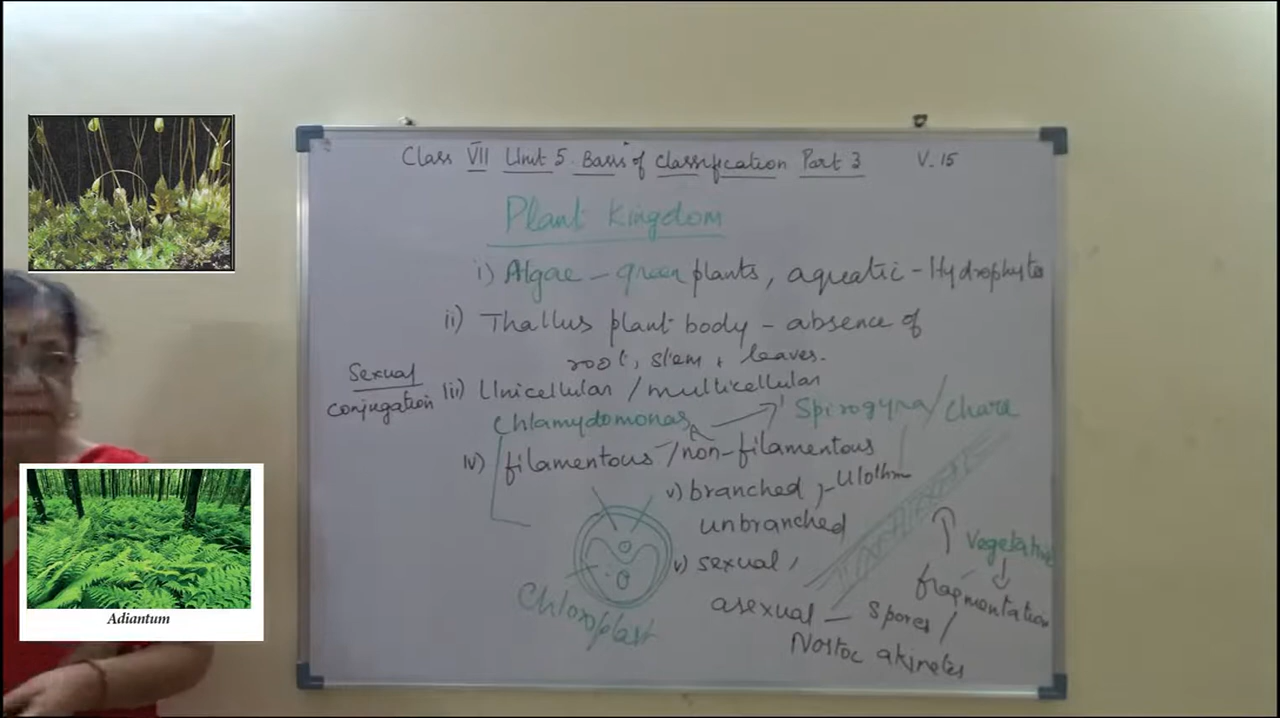 Class VII Unit 5 Basis of Classification Part 3 V.15
Plant Kingdom
i) Algae – green plants, aquatic – Hydrophytes
ii) Thallus plant body – absence of
root, stem + leaves.
Sexual
conjugation
iii) Unicellular / multicellular
Chlamydomonas Spirogyra / Chara
iv) filamentous / non-filamentous
v) branched, – Ulothrix
unbranched
v) sexual,
asexual – Spores /
Nostoc akinetes
Vegetative
fragmentation
Chloroplast
Adiantum